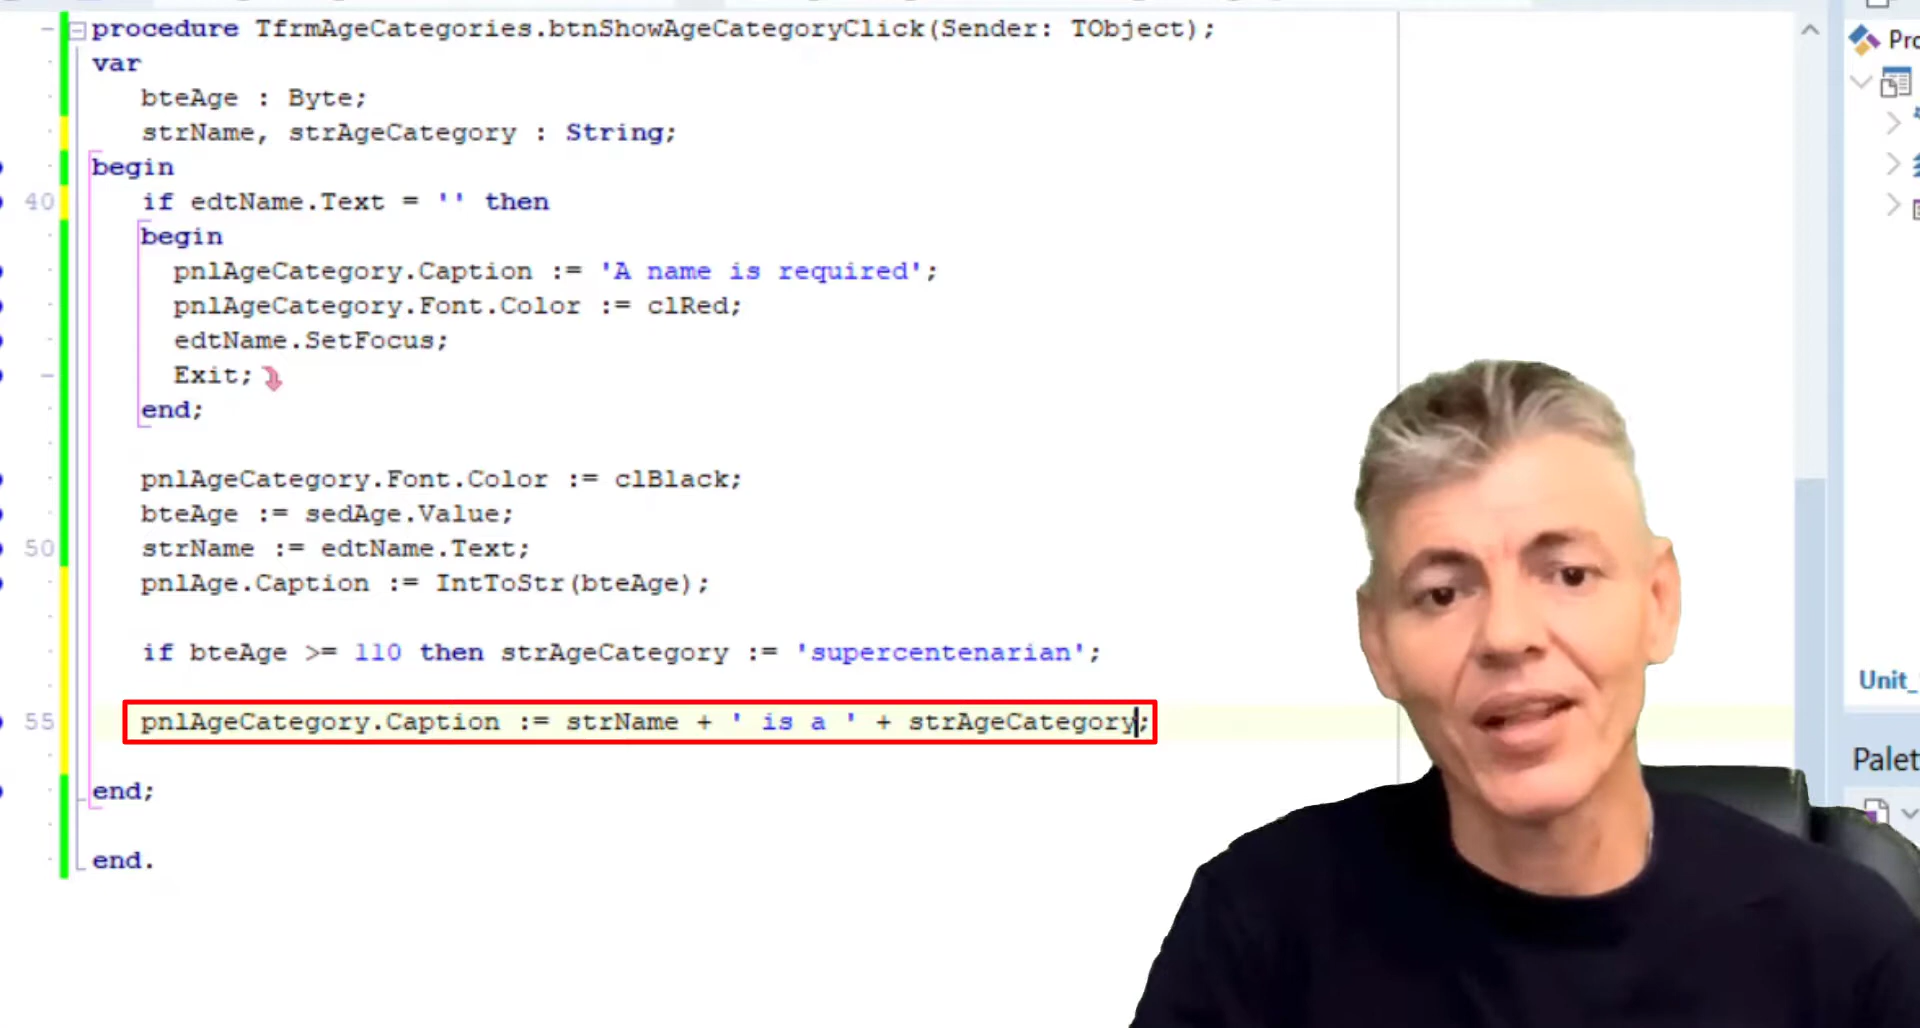 procedure TfrmAgeCategories.btnShowAgeCategoryClick(Sender: TObject);
var
bteAge : Byte;
strName, strAgeCategory : String;
begin
40 if edtName.Text = '' then
begin
pnlAgeCategory.Caption := 'A name is required';
pnlAgeCategory.Font.Color := clRed;
edtName.SetFocus;
Exit;
end;
pnlAgeCategory.Font.Color := clBlack;
bteAge := sedAge.Value;
50 strName := edtName.Text;
pnlAge.Caption := IntToStr(bteAge);
if bteAge >= 110 then strAgeCategory := 'supercentenarian';
55 pnlAgeCategory.Caption := strName + ' is a ' + strAgeCategory;
end;
end.
Pro
Unit_
Palet